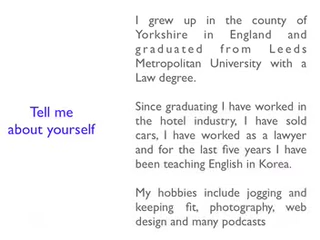 Tell me
about yourself
I grew up in the county of
Yorkshire in England and
graduated from Leeds
Metropolitan University with a
Law degree.
Since graduating I have worked in
the hotel industry, I have sold
cars, I have worked as a lawyer
and for the last five years I have
been teaching English in Korea.
My hobbies include jogging and
keeping fit, photography, web
design and many podcasts